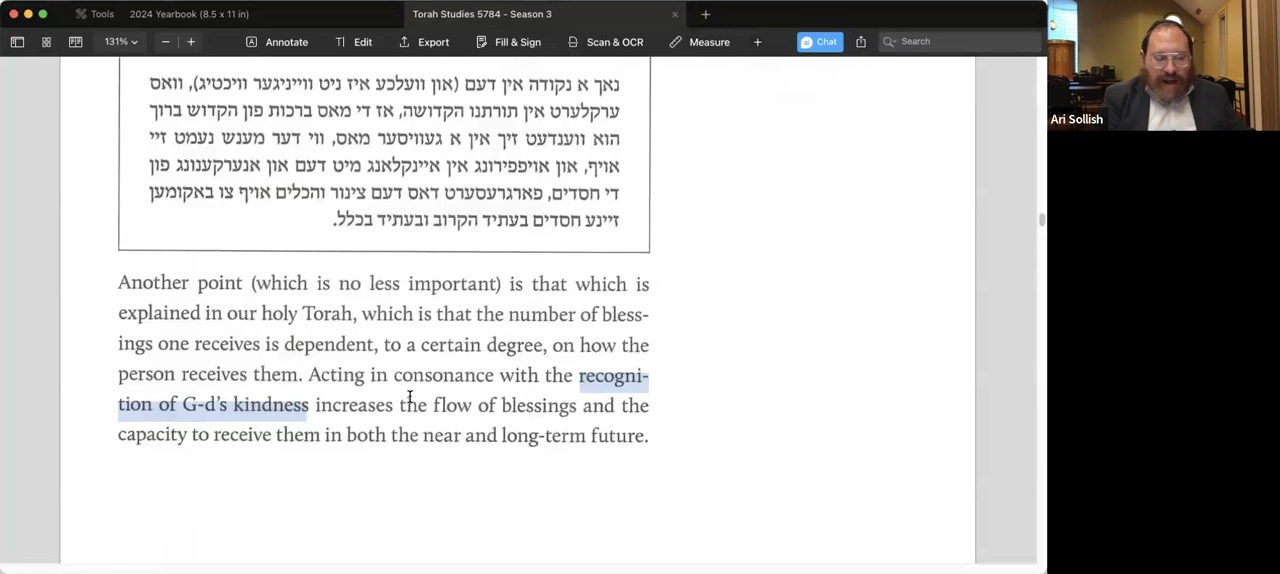 Tools
2024 Yearbook (8.5 x 11 in)
Torah Studies 5784 - Season 3
131%
Annotate
Edit
Export
Fill & Sign
Scan & OCR
Measure
Chat
Search
נאך א נקודה אין דעם (און וועלכע איז ניט ווייניגער וויכטיג), וואס
ערקלערט אין תורתנו הקדושה, אז די מאס ברכות פון הקדוש ברוך
הוא ווענדעט זיך אין א געוויסער מאס, ווי דער מענש נעמט זיי
אויף, און אויפפירונג אין איינקלאנג מיט דעם און אנערקענונג פון
די חסדים, פארגרעסערט דאס דעם צינור והכלים אויף צו באקומען
זיינע חסדים בעתיד הקרוב ובעתיד בכלל.
Another point (which is no less important) is that which is
explained in our holy Torah, which is that the number of bless-
ings one receives is dependent, to a certain degree, on how the
person receives them. Acting in consonance with the recogni-
tion of G-d's kindness increases the flow of blessings and the
capacity to receive them in both the near and long-term future.
Ari Sollish